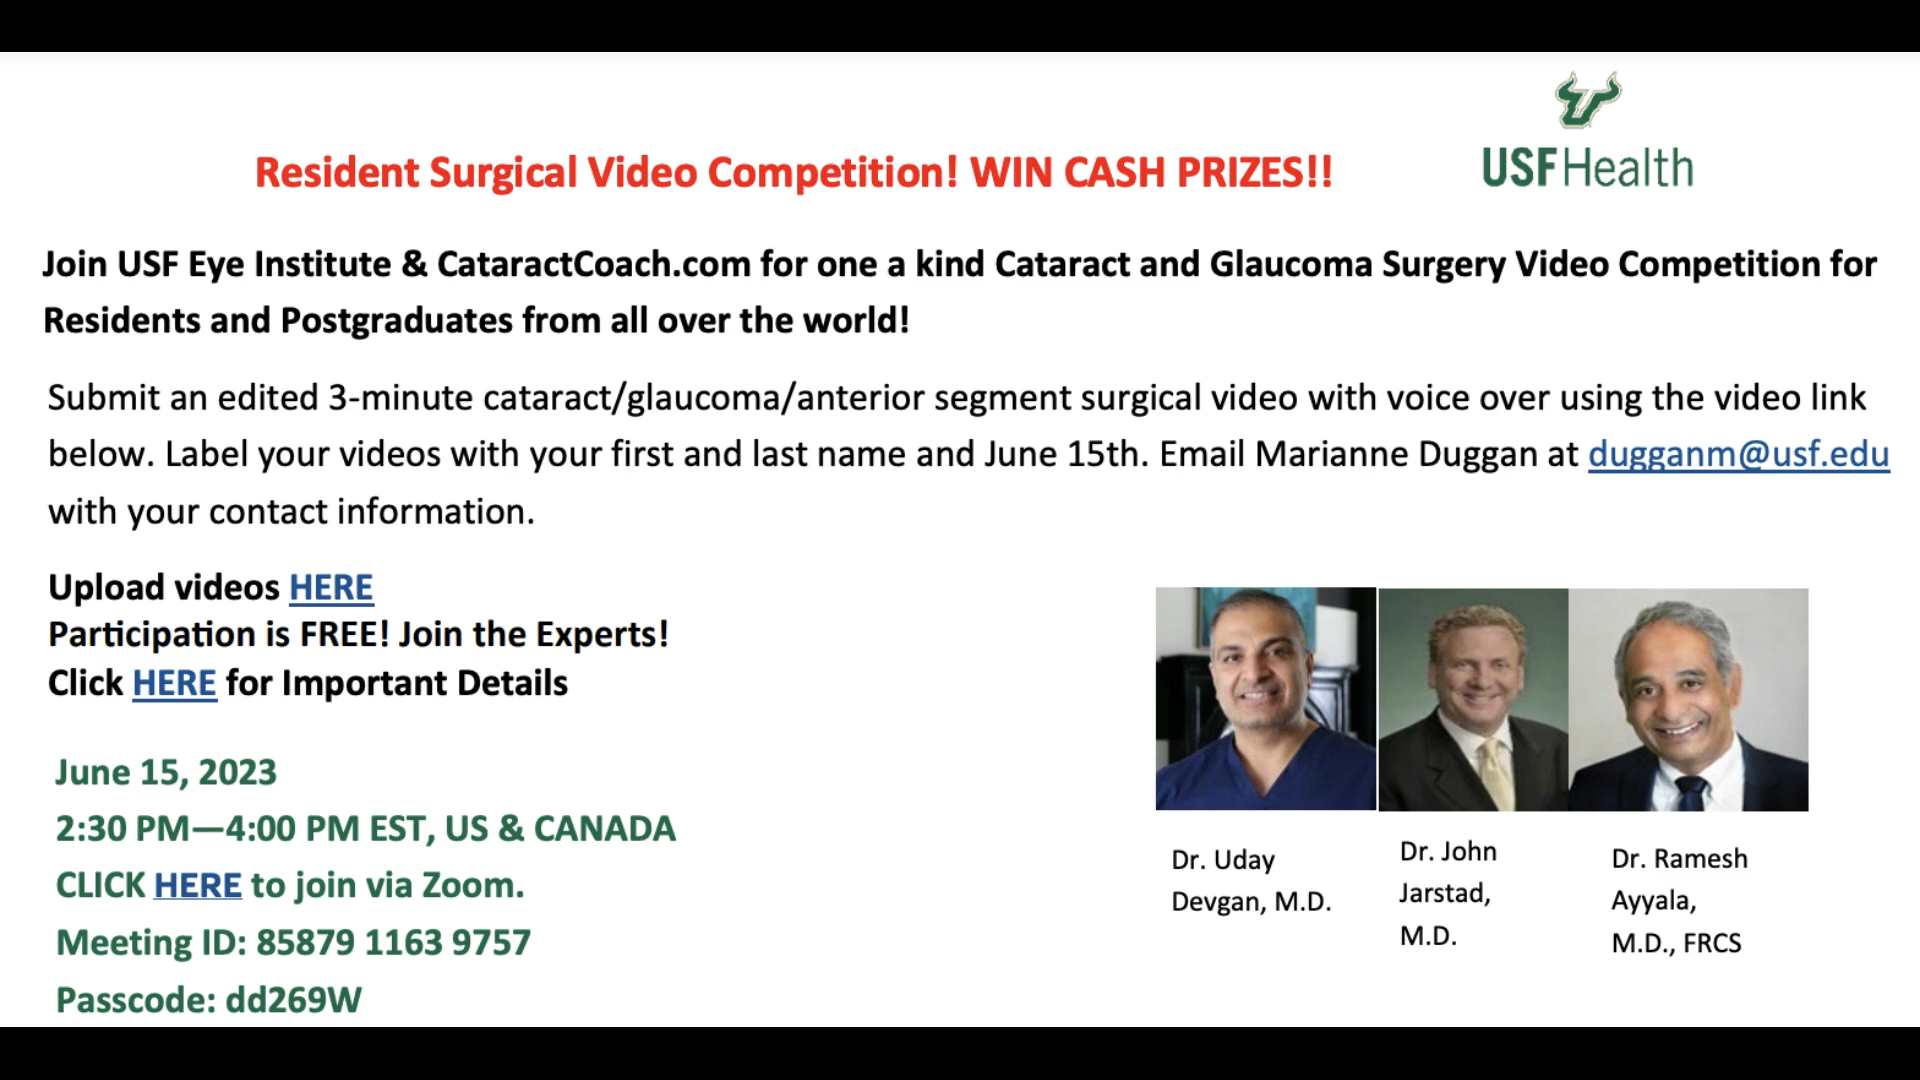 USF Health
Resident Surgical Video Competition! WIN CASH PRIZES!!
Join USF Eye Institute & CataractCoach.com for one a kind Cataract and Glaucoma Surgery Video Competition for
Residents and Postgraduates from all over the world!
Submit an edited 3-minute cataract/glaucoma/anterior segment surgical video with voice over using the video link
below. Label your videos with your first and last name and June 15th. Email Marianne Duggan at dugganm@usf.edu
with your contact information.
Upload videos HERE
Participation is FREE! Join the Experts!
Click HERE for Important Details
June 15, 2023
2:30 PM—4:00 PM EST, US & CANADA
CLICK HERE to join via Zoom.
Meeting ID: 85879 1163 9757
Passcode: dd269W
Dr. Uday
Devgan, M.D.
Dr. John
Jarstad,
M.D.
Dr. Ramesh
Ayyala,
M.D., FRCS